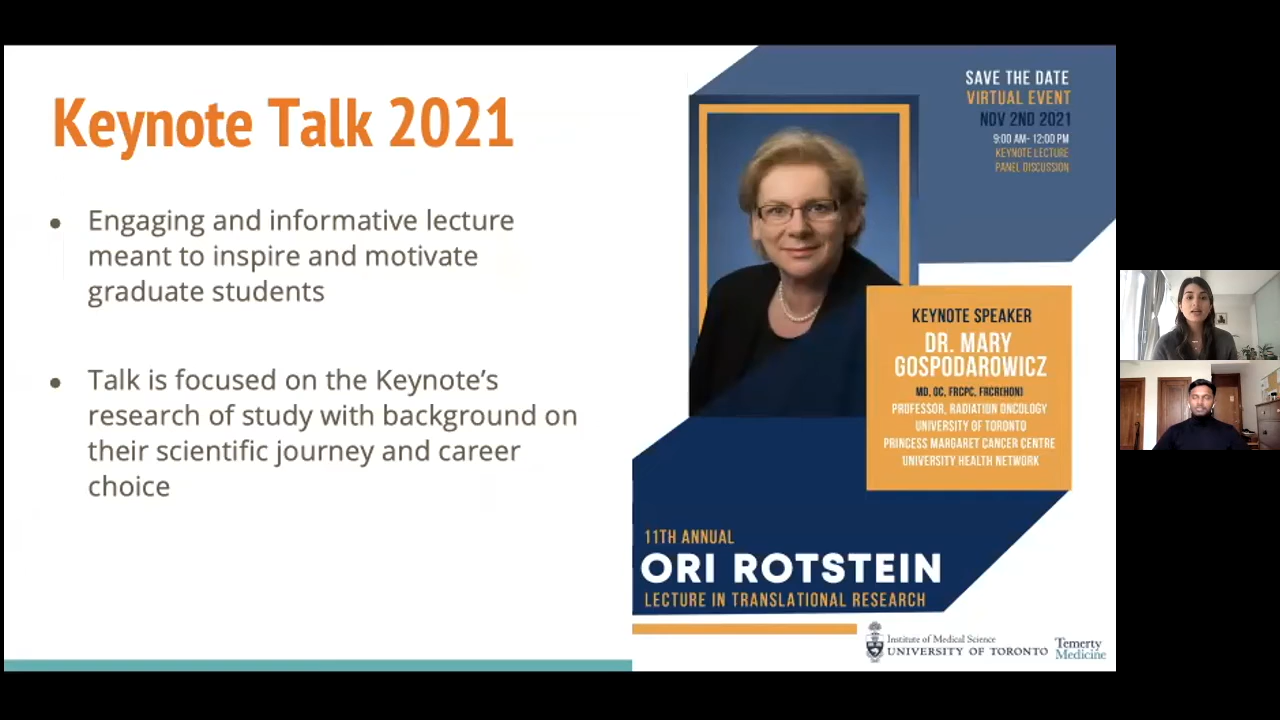 Keynote Talk 2021
● Engaging and informative lecture
meant to inspire and motivate
graduate students
● Talk is focused on the Keynote's
research of study with background on
their scientific journey and career
choice
SAVE THE DATE
VIRTUAL EVENT
NOV 2ND 2021
9:00 AM- 12:00 PM
KEYNOTE LECTURE
PANEL DISCUSSION
KEYNOTE SPEAKER
DR. MARY
GOSPODAROWICZ
MD, OC, FRCPC, FRCR(HON)
PROFESSOR, RADIATION ONCOLOGY
UNIVERSITY OF TORONTO
PRINCESS MARGARET CANCER CENTRE
UNIVERSITY HEALTH NETWORK
11TH ANNUAL
ORI ROTSTEIN
LECTURE IN TRANSLATIONAL RESEARCH
Institute of Medical Science
UNIVERSITY OF TORONTO
Temerty
Medicine